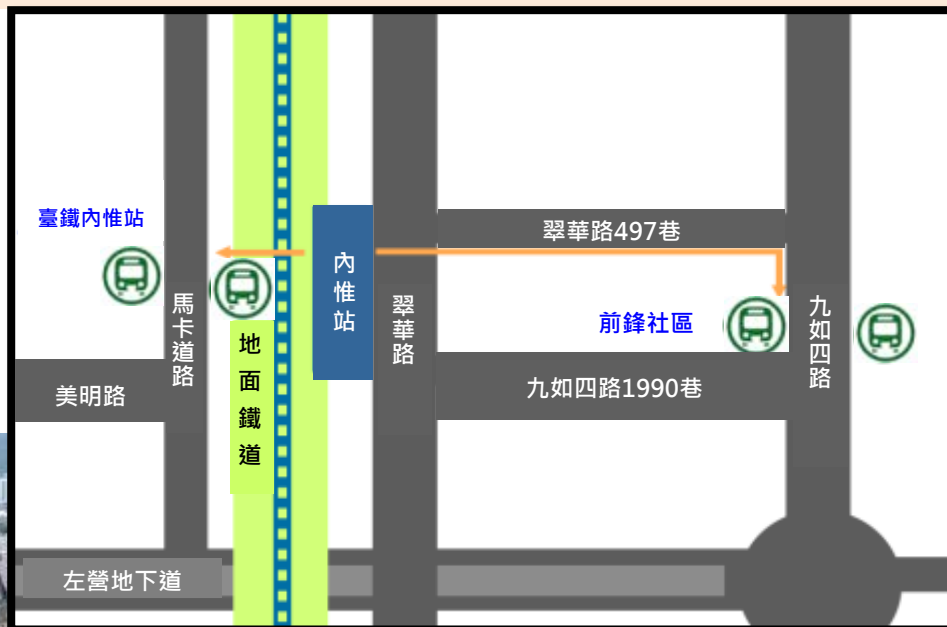 翠華路497巷
臺鐵內惟站
內惟站
馬卡道路
翠華路
前鋒社區
九如四路
地面鐵道
美明路
九如四路1990巷
左營地下道